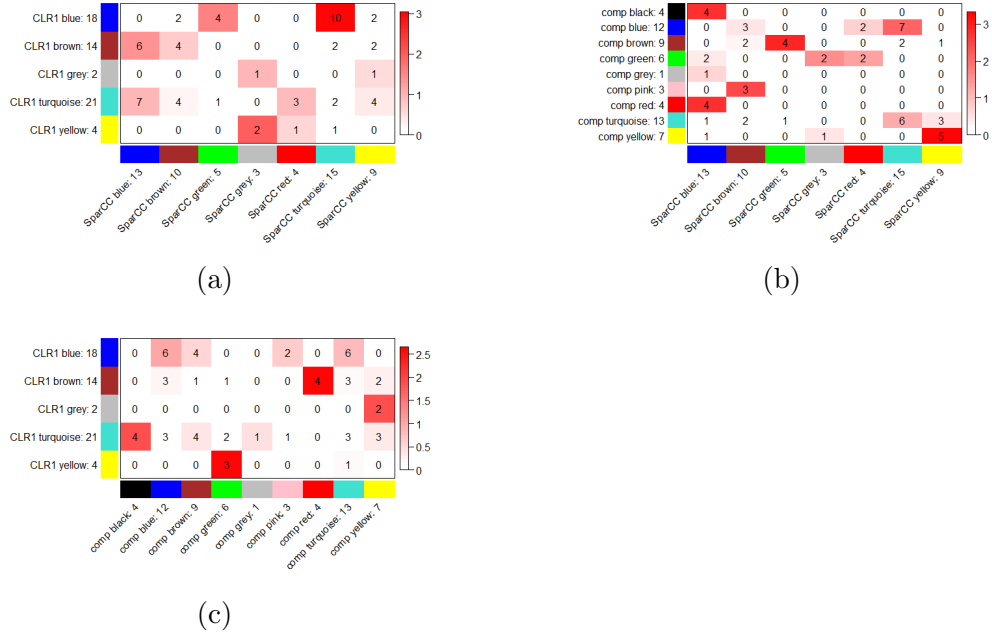 CLR1 blue: 18 0 2 4 0 0 10 2
CLR1 brown: 14 6 4 0 0 0 2 2
CLR1 grey: 2 0 0 0 1 0 0 1
CLR1 turquoise: 21 7 4 1 0 3 2 4
CLR1 yellow: 4 0 0 0 2 1 1 0
3
2
1
0
SparCC blue: 13
SparCC brown: 10
SparCC green: 5
SparCC grey: 3
SparCC red: 4
SparCC turquoise: 15
SparCC yellow: 9
(a)
comp black: 4 4 0 0 0 0 0 0
comp blue: 12 0 3 0 0 2 7 0
comp brown: 9 0 2 4 0 0 2 1
comp green: 6 2 0 0 2 2 0 0
comp grey: 1 1 0 0 0 0 0 0
comp pink: 3 0 3 0 0 0 0 0
comp red: 4 4 0 0 0 0 0 0
comp turquoise: 13 1 2 1 0 0 6 3
comp yellow: 7 1 0 0 1 0 0 5
3
2
1
0
SparCC blue: 13
SparCC brown: 10
SparCC green: 5
SparCC grey: 3
SparCC red: 4
SparCC turquoise: 15
SparCC yellow: 9
(b)
CLR1 blue: 18 0 6 4 0 0 2 0 6 0
CLR1 brown: 14 0 3 1 1 0 0 4 3 2
CLR1 grey: 2 0 0 0 0 0 0 0 0 2
CLR1 turquoise: 21 4 3 4 2 1 1 0 3 3
CLR1 yellow: 4 0 0 0 3 0 0 0 1 0
2.5
2
1.5
1
0.5
0
comp black: 4
comp blue: 12
comp brown: 9
comp green: 6
comp grey: 1
comp pink: 3
comp red: 4
comp turquoise: 13
comp yellow: 7
(c)